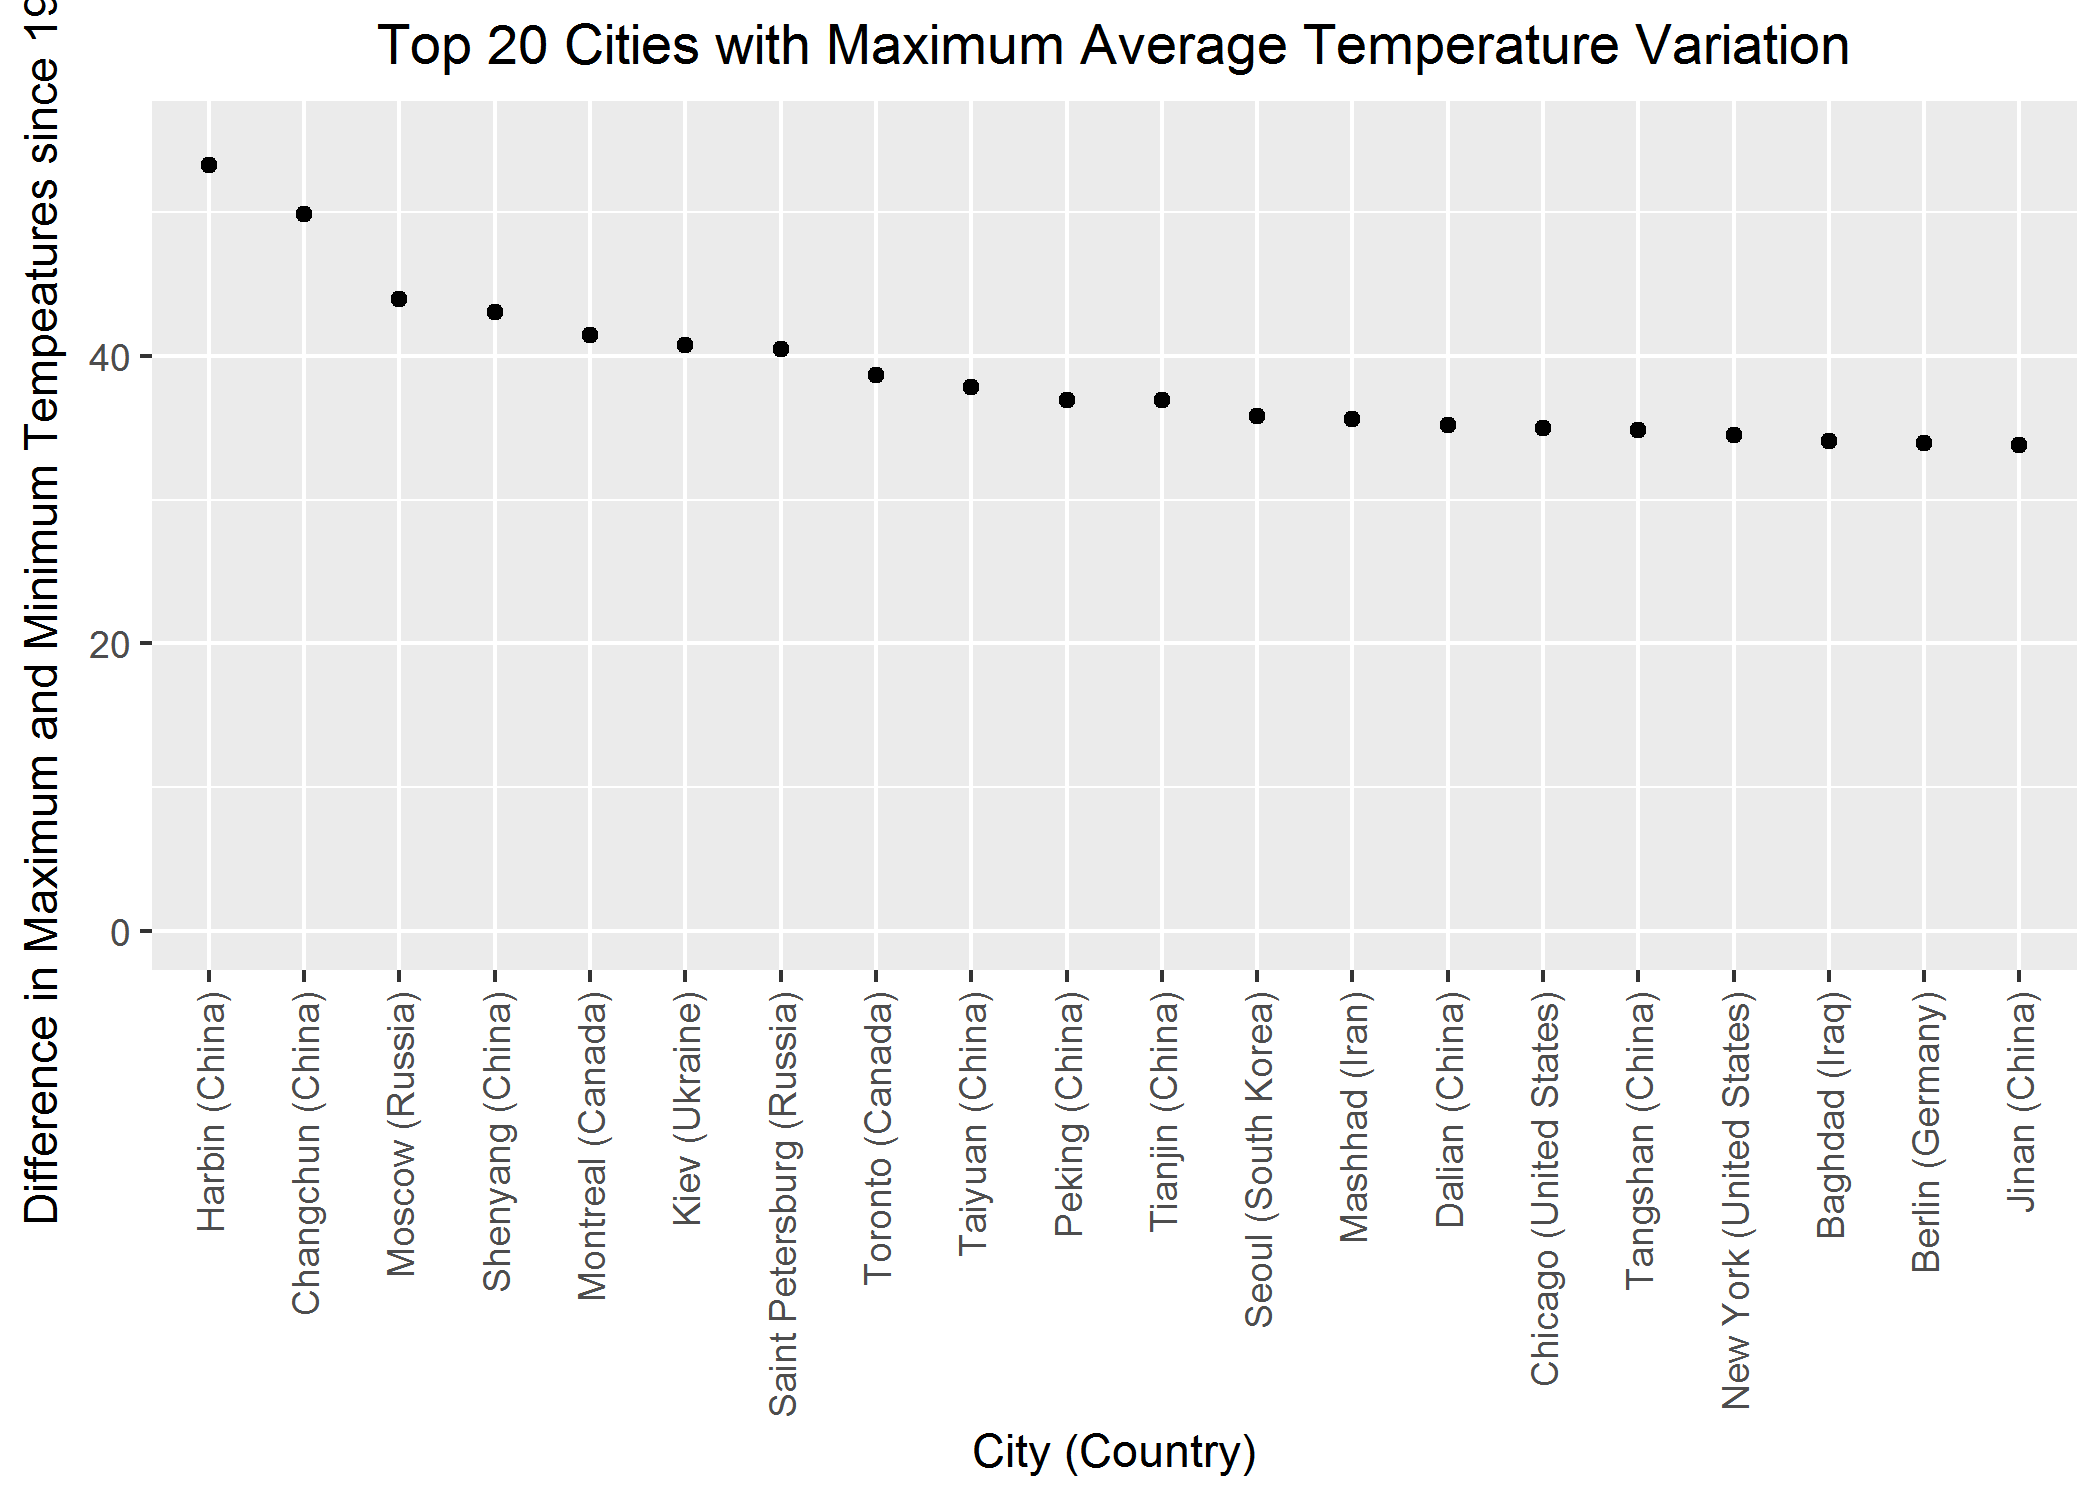 Top 20 Cities with Maximum Average Temperature Variation
Difference in Maximum and Minimum Tempeatures since 19
40
20
0
Harbin (China)
Changchun (China)
Moscow (Russia)
Shenyang (China)
Montreal (Canada)
Kiev (Ukraine)
Saint Petersburg (Russia)
Toronto (Canada)
Taiyuan (China)
Peking (China)
Tianjin (China)
Seoul (South Korea)
Mashhad (Iran)
Dalian (China)
Chicago (United States)
Tangshan (China)
New York (United States)
Baghdad (Iraq)
Berlin (Germany)
Jinan (China)
City (Country)